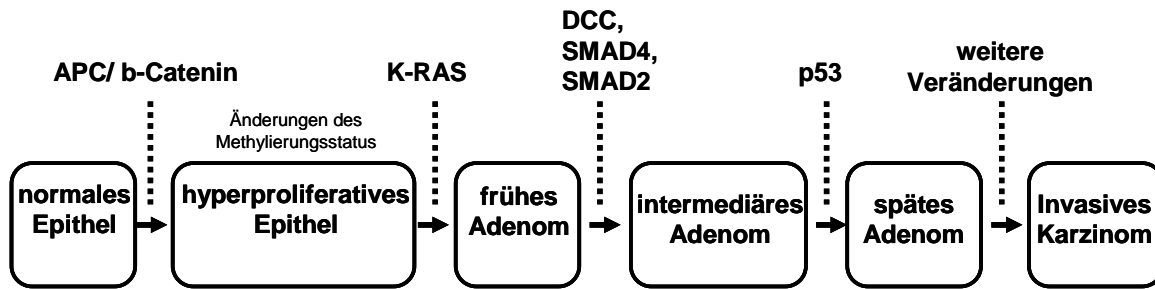 DCC,
SMAD4,
SMAD2
APC/ b-Catenin
K-RAS
p53
weitere
Veränderungen
Änderungen des
Methylierungsstatus
normales
Epithel
hyperproliferatives
Epithel
frühes
Adenom
intermediäres
Adenom
spätes
Adenom
Invasives
Karzinom